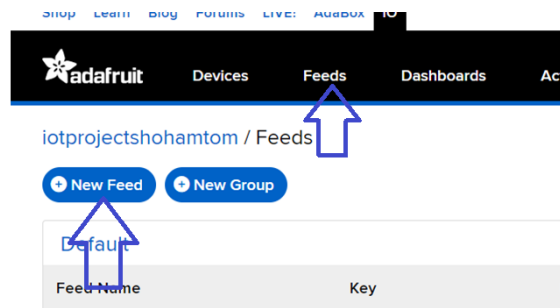 Shop Learn Blog Forums LIVE! AdaBox IO
adafruit Devices Feeds Dashboards Ac
iotprojectshohamtom / Feeds
New Feed New Group
Default
Feed Name Key